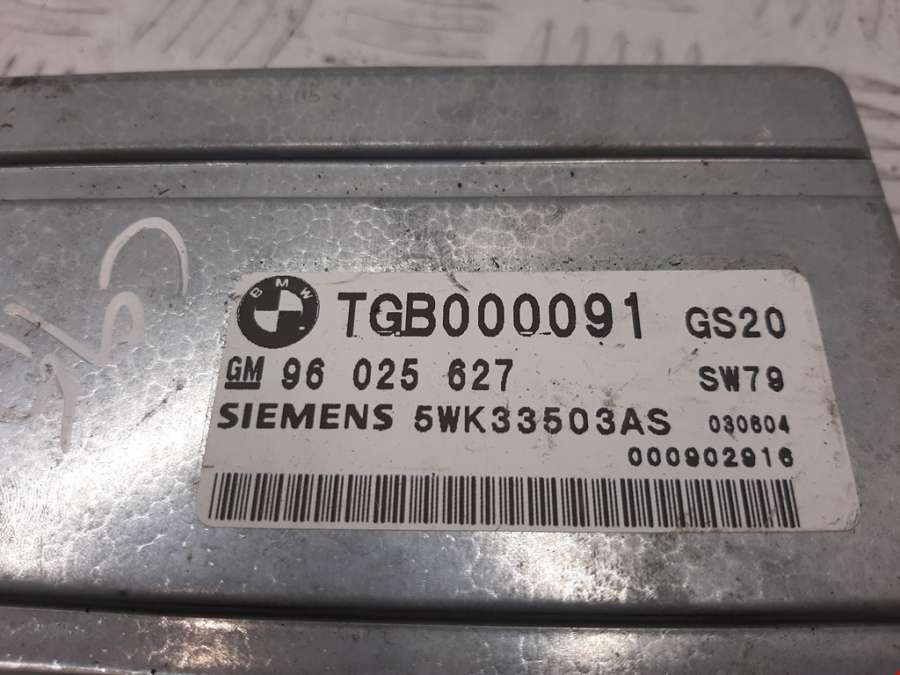 BMW TGB000091 GS20
GM 96 025 627 SW79
SIEMENS 5WK33503AS 030604
000902916